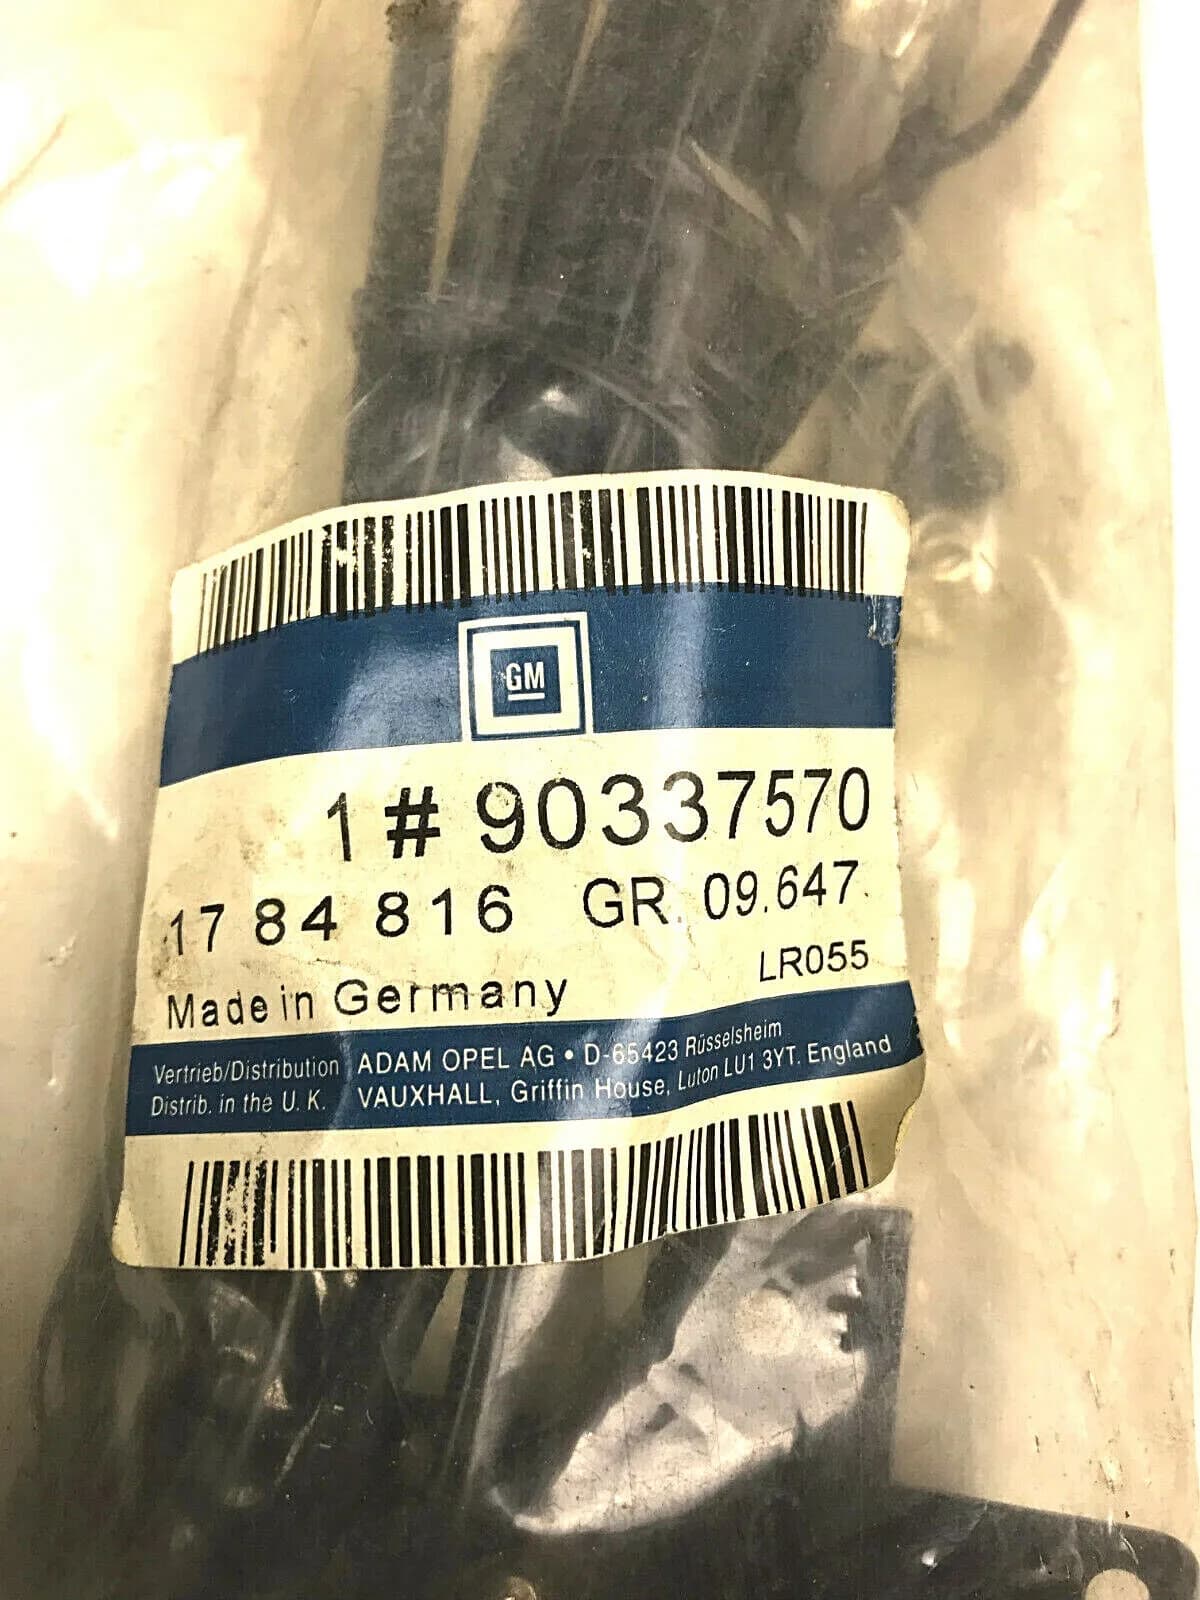 GM
1 # 90337570
17 84 816 GR. 09.647.
LR055
Made in Germany
Vertrieb/Distribution ADAM OPEL AG • D-65423 Rüsselsheim
Distrib. in the U. K. VAUXHALL, Griffin House, Luton LU1 3YT. England